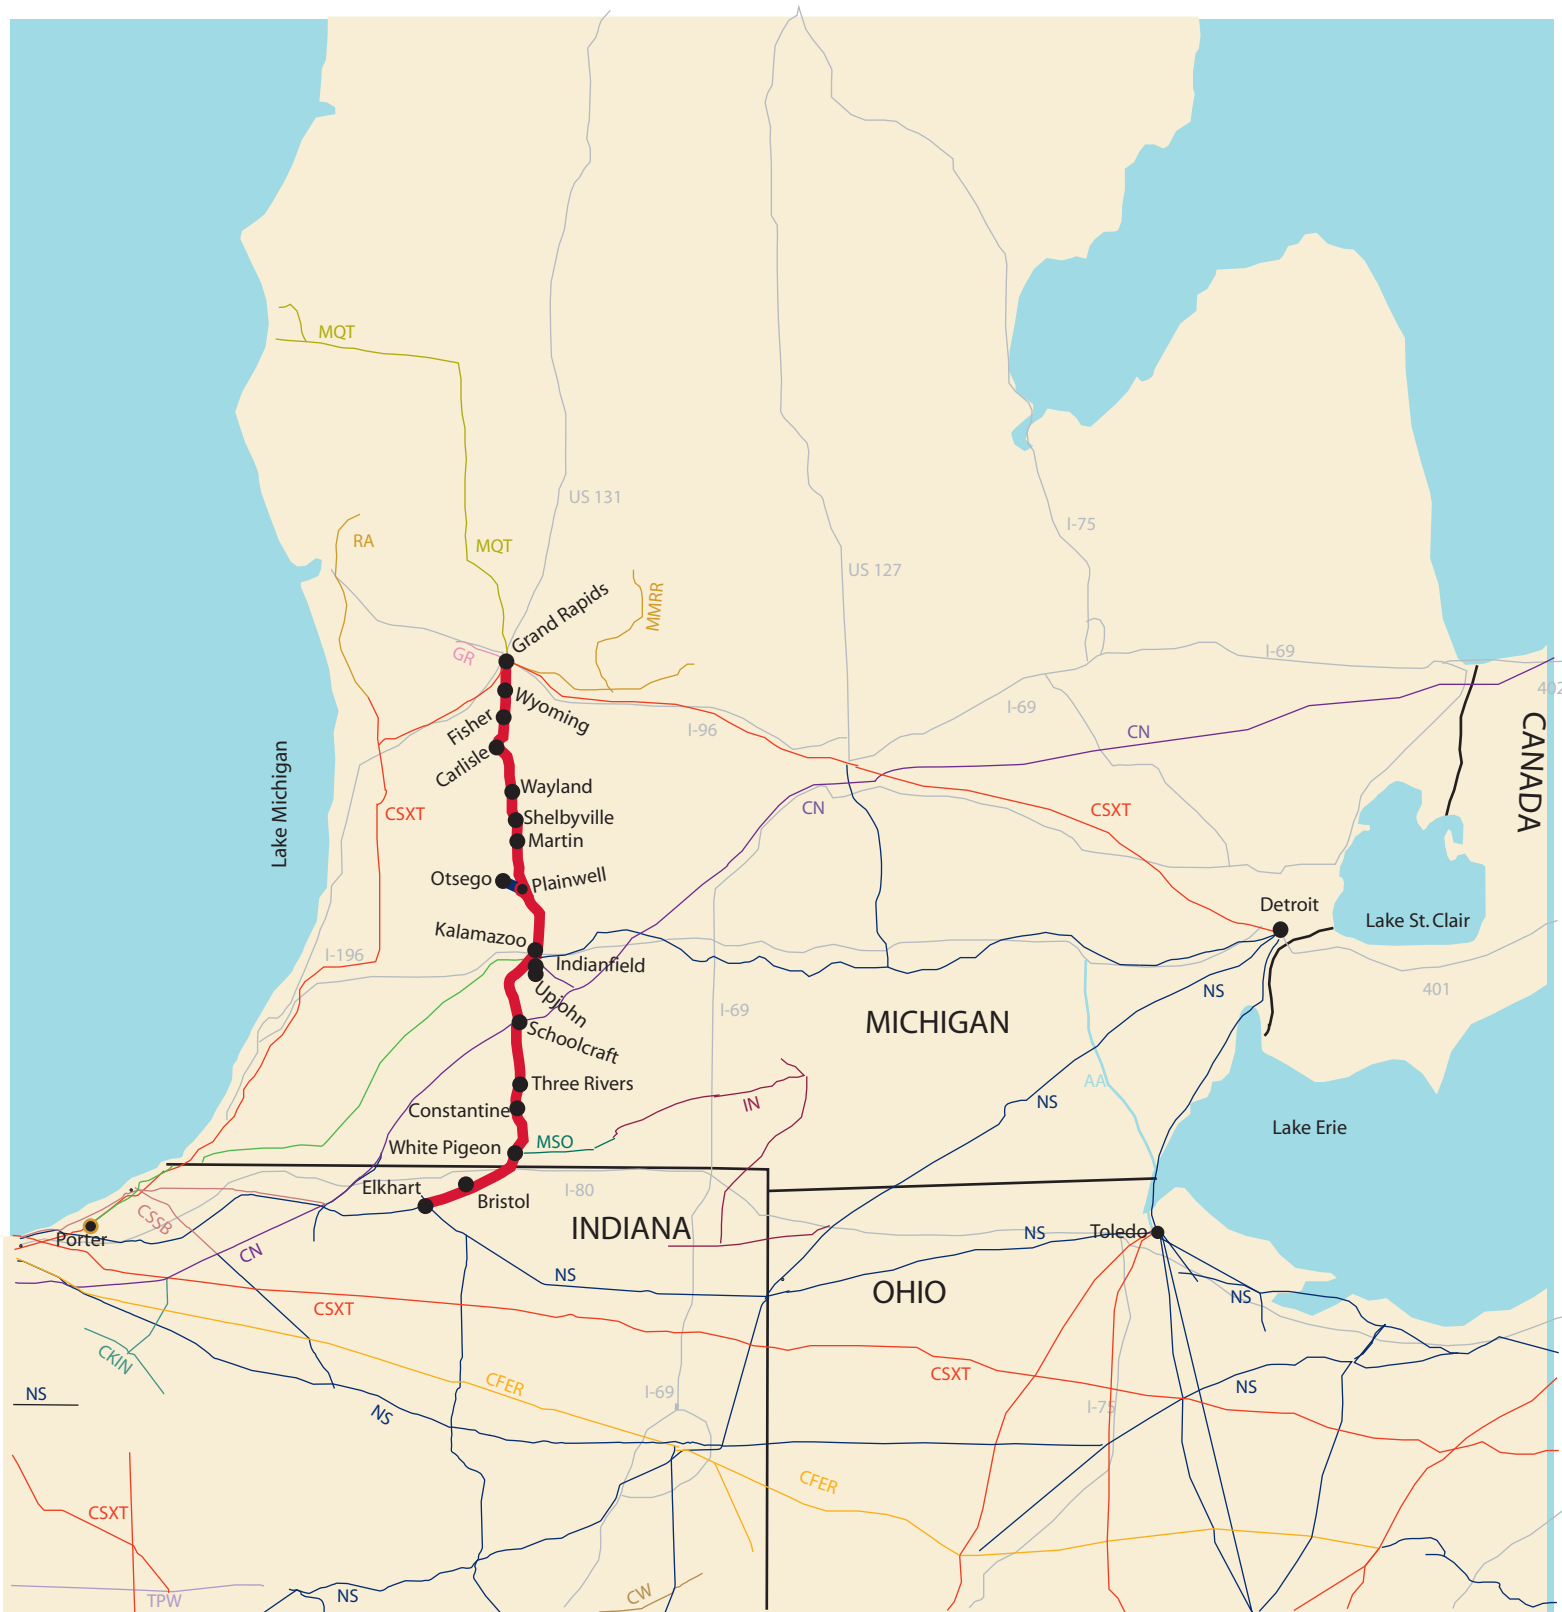 MQT
US 131
I-75
RA
MQT
US 127
MMRR
Grand Rapids
GR
I-69
402
Wyoming
Fisher
I-69
I-96
CN
CANADA
Carlisle
Lake Michigan
Wayland
CSXT
Shelbyville
CN
CSXT
Martin
Otsego
Plainwell
Detroit
Lake St. Clair
Kalamazoo
I-196
Indianfield
Upjohn
NS
401
I-69
MICHIGAN
Schoolcraft
Three Rivers
AA
IN
NS
Constantine
Lake Erie
MSO
White Pigeon
Elkhart
I-80
Bristol
CSSB
INDIANA
NS
Toledo
Porter
CN
NS
OHIO
NS
CSXT
CKIN
CSXT
CFER
NS
I-69
NS
NS
I-75
CFER
CSXT
TPW
NS
CW